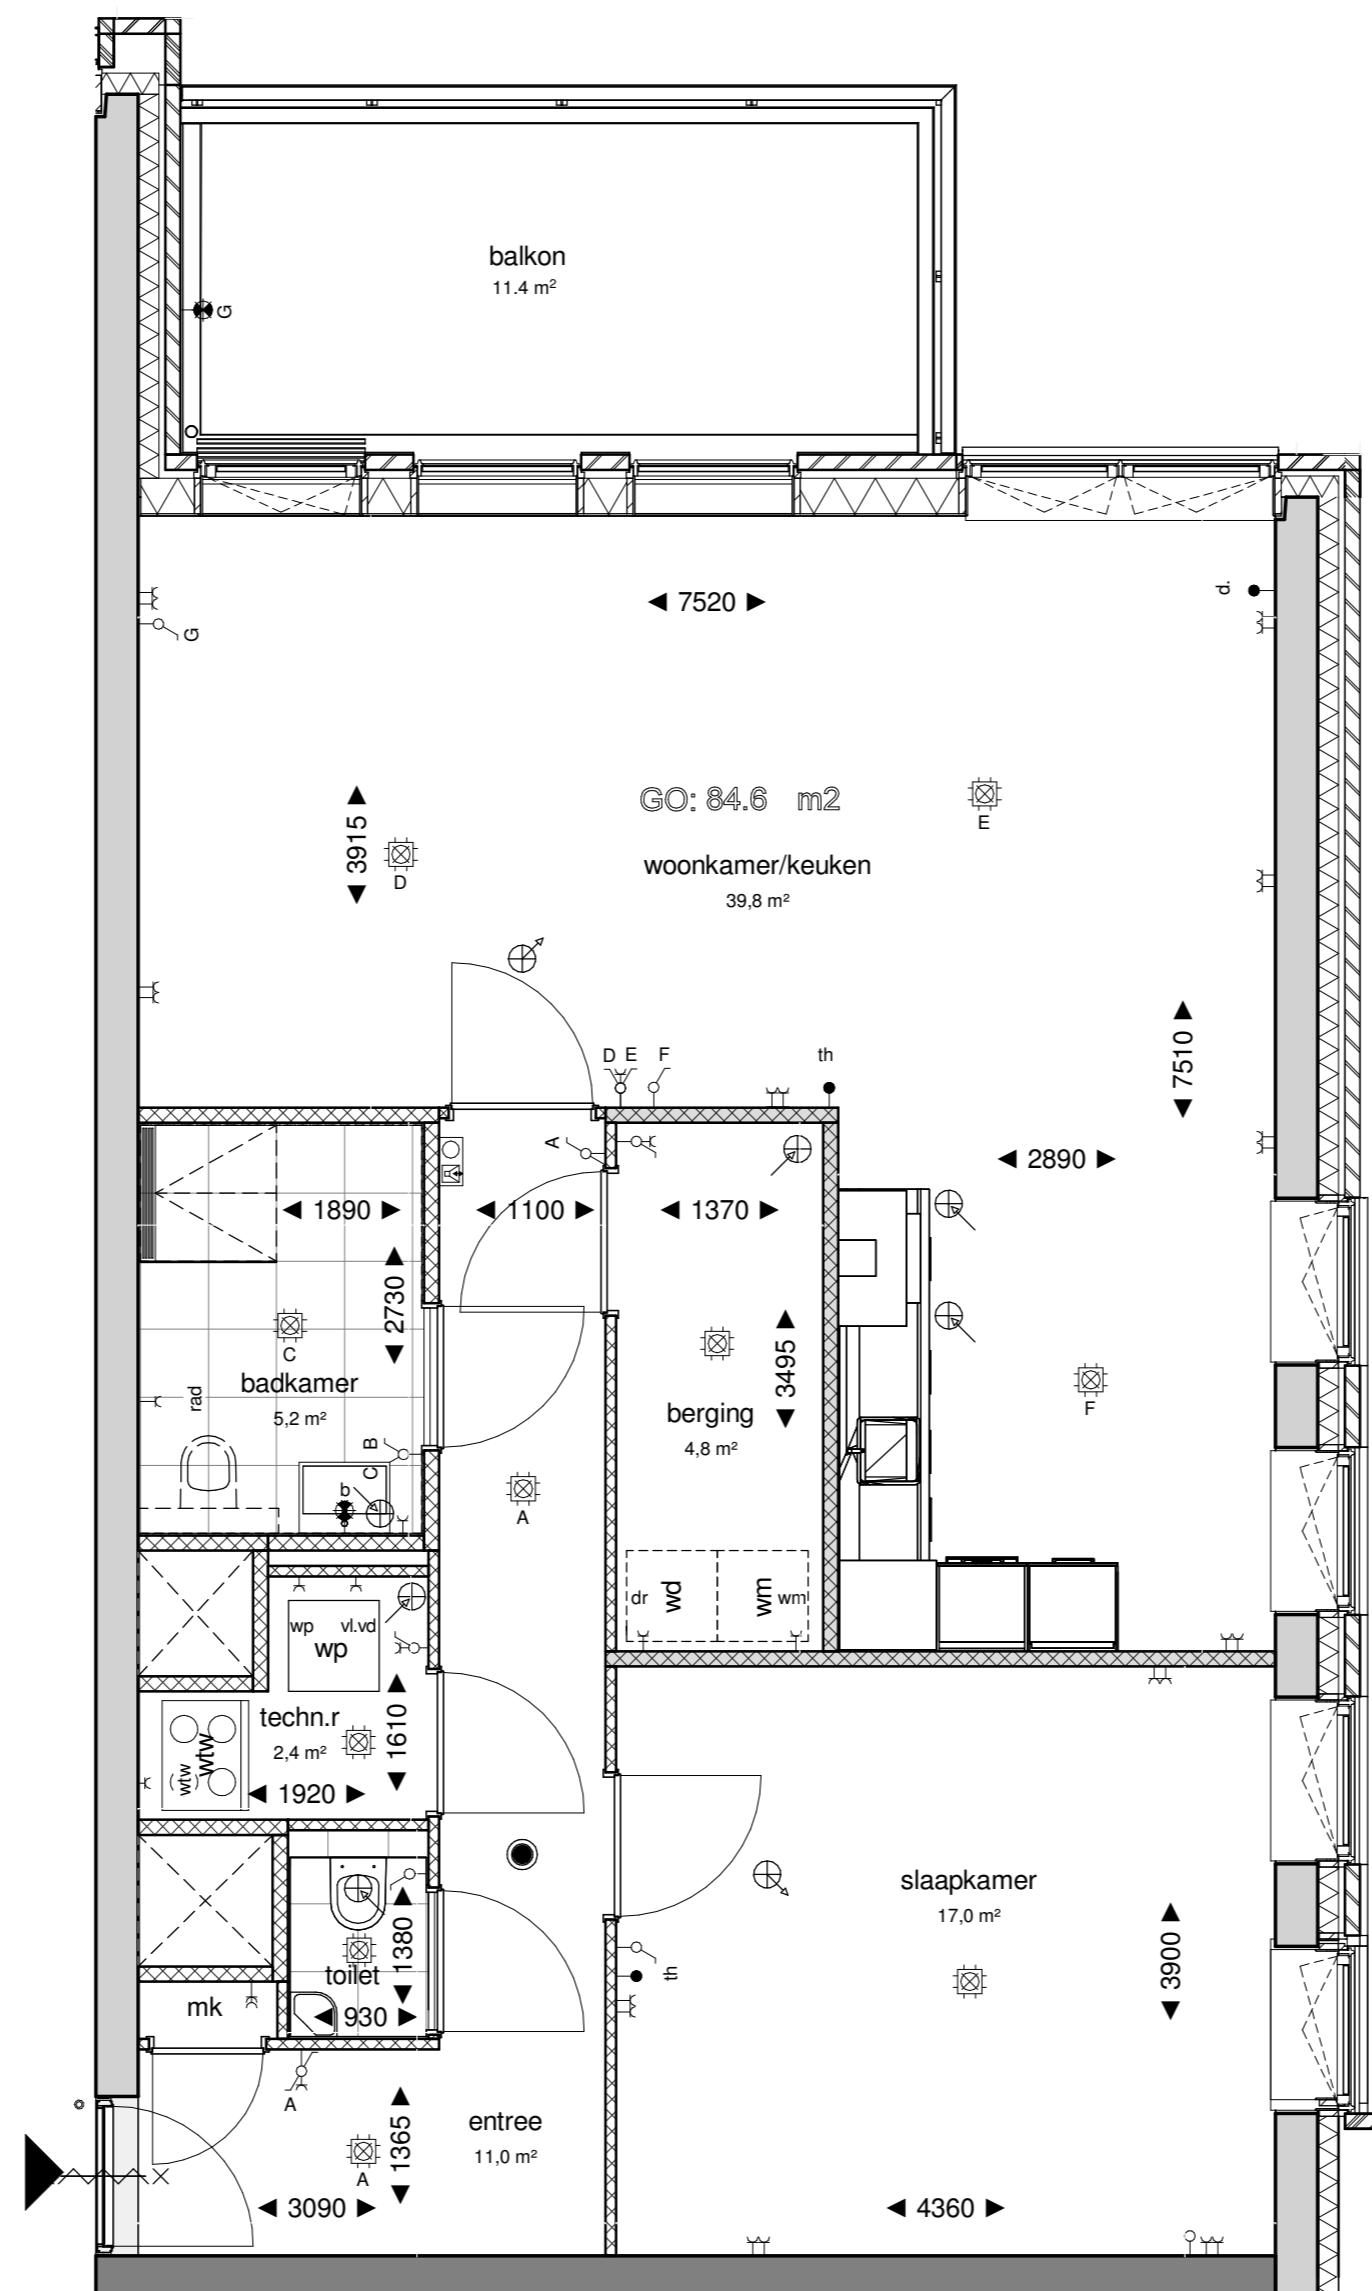 balkon
11.4 m²
G
7520
d.
G
GO: 84.6 m2
3915
D
E
woonkamer/keuken
39,8 m²
7510
D E F th
A
2890
1890
1100
1370
2730
3495
C
badkamer
5,2 m²
rad
B
C
b
berging
4,8 m²
F
A
dr
wd
wm
wm
wp
vl.vd
wp
techn.r
2,4 m²
1610
wtw
wtw
1920
slaapkamer
17,0 m²
1380
toilet
930
th
3900
mk
A
entree
11,0 m²
1365
A
3090
4360